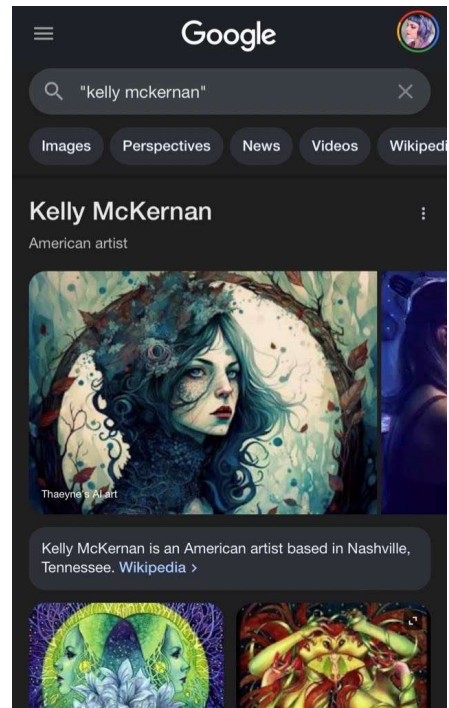 Google
"kelly mckernan"
Images Perspectives News Videos Wikipedi
Kelly McKernan
American artist
Thaeyne's AI art
Kelly McKernan is an American artist based in Nashville,
Tennessee. Wikipedia >